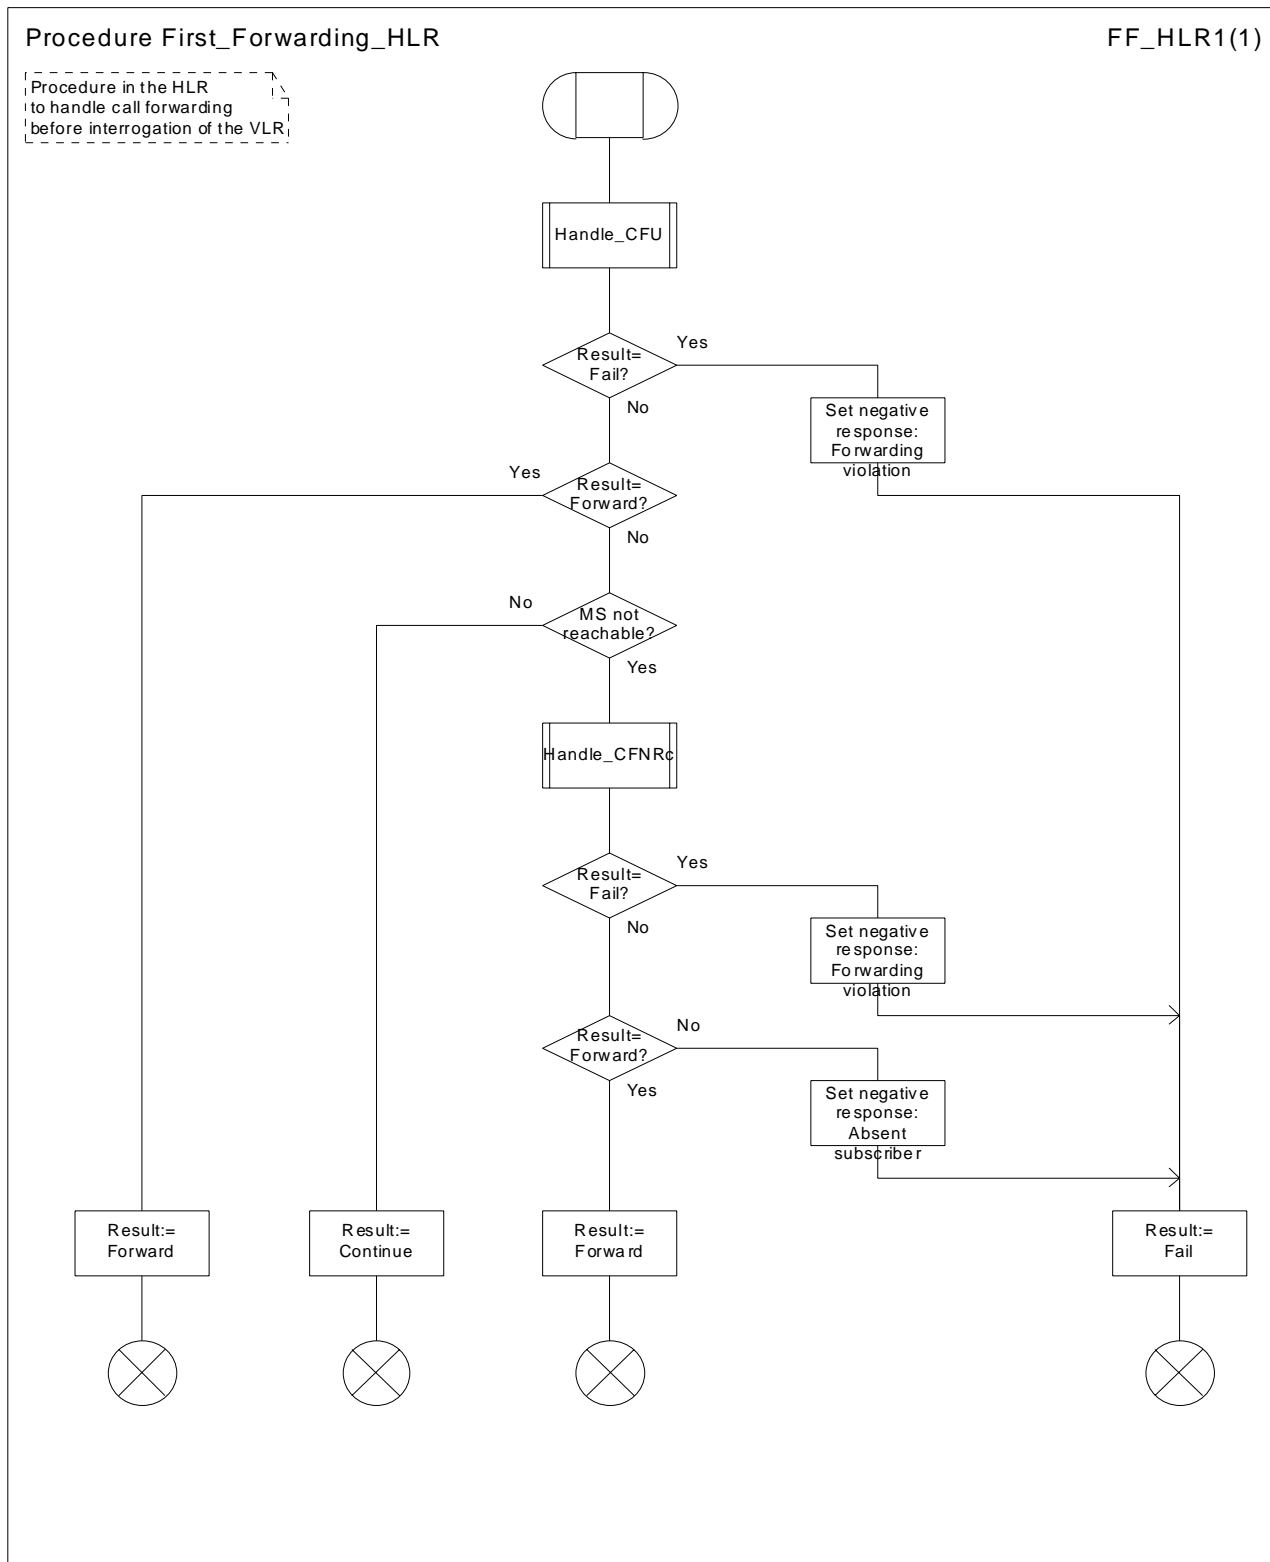 Procedure First_Forwarding_HLR
FF_HLR1(1)
Procedure in the HLR
to handle call forwarding
before interrogation of the VLR
Handle_CFU
Result=
Fail?
Yes
No
Set negative
response:
Forwarding
violation
Yes
Result=
Forward?
No
No
MS not
reachable?
Yes
Handle_CFNRc
Result=
Fail?
Yes
No
Set negative
response:
Forwarding
violation
Result=
Forward?
No
Yes
Set negative
response:
Absent
subscriber
Result:=
Forward
Result:=
Continue
Result:=
Forward
Result:=
Fail